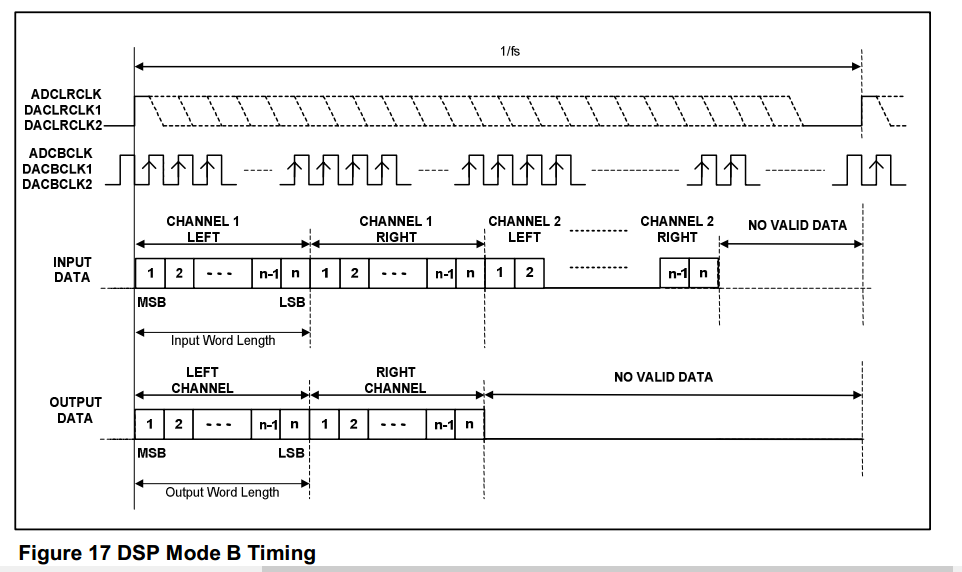 1/fs
ADCLRCLK
DACLRCLK1
DACLRCLK2
ADCBCLK
DACBCLK1
DACBCLK2
CHANNEL 1
LEFT
CHANNEL 1
RIGHT
CHANNEL 2
LEFT
CHANNEL 2
RIGHT
NO VALID DATA
INPUT
DATA
1 2 n-1 n 1 2 n-1 n 1 2 n-1 n
MSB LSB
Input Word Length
LEFT
CHANNEL
RIGHT
CHANNEL
NO VALID DATA
OUTPUT
DATA
1 2 n-1 n 1 2 n-1 n
MSB LSB
Output Word Length
Figure 17 DSP Mode B Timing